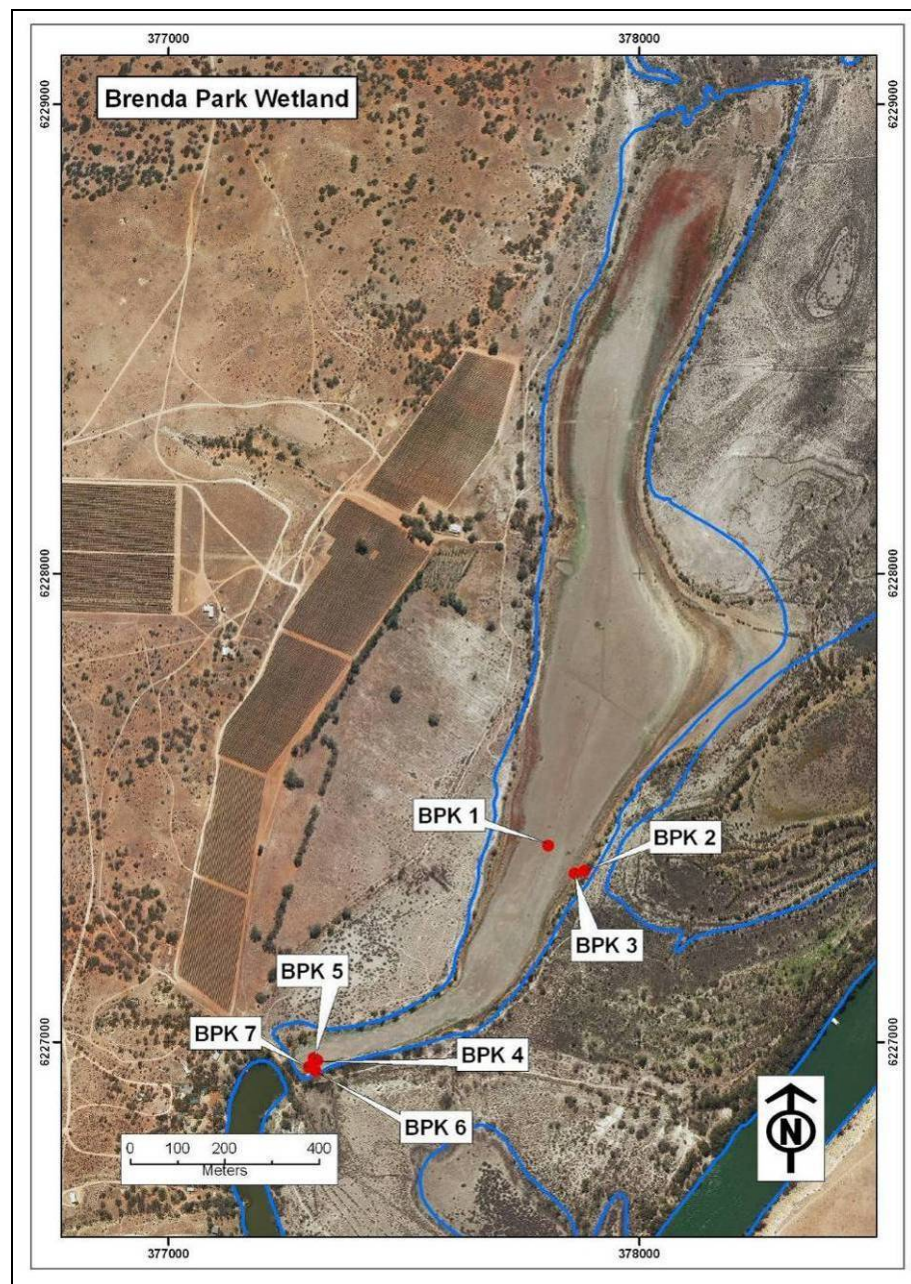 377000
378000
Brenda Park Wetland
6229000
6229000
6228000
6228000
BPK 1
BPK 2
BPK 3
BPK 5
BPK 7
BPK 4
BPK 6
6227000
6227000
N
0 100 200 400
Meters
377000
378000